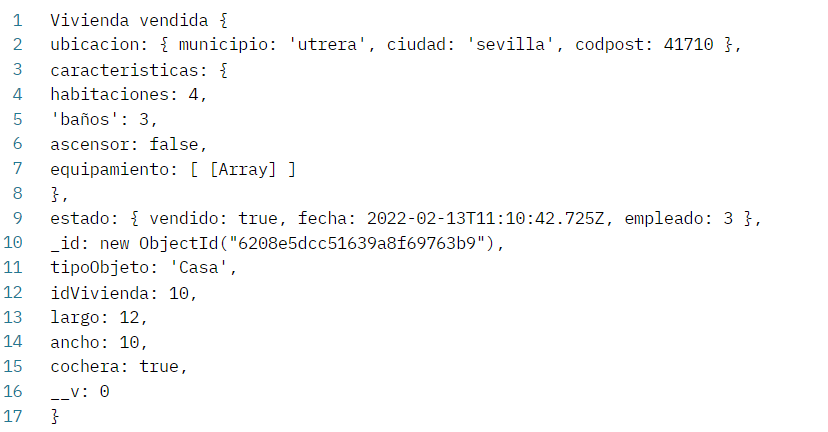 1 Vivienda vendida {
2 ubicacion: { municipio: 'utrera', ciudad: 'sevilla', codpost: 41710 },
3 caracteristicas: {
4 habitaciones: 4,
5 'baños': 3,
6 ascensor: false,
7 equipamiento: [ [Array] ]
8 },
9 estado: { vendido: true, fecha: 2022-02-13T11:10:42.725Z, empleado: 3 },
10 _id: new ObjectId("6208e5dcc51639a8f69763b9"),
11 tipoObjeto: 'Casa',
12 idVivienda: 10,
13 largo: 12,
14 ancho: 10,
15 cochera: true,
16 __v: 0
17 }